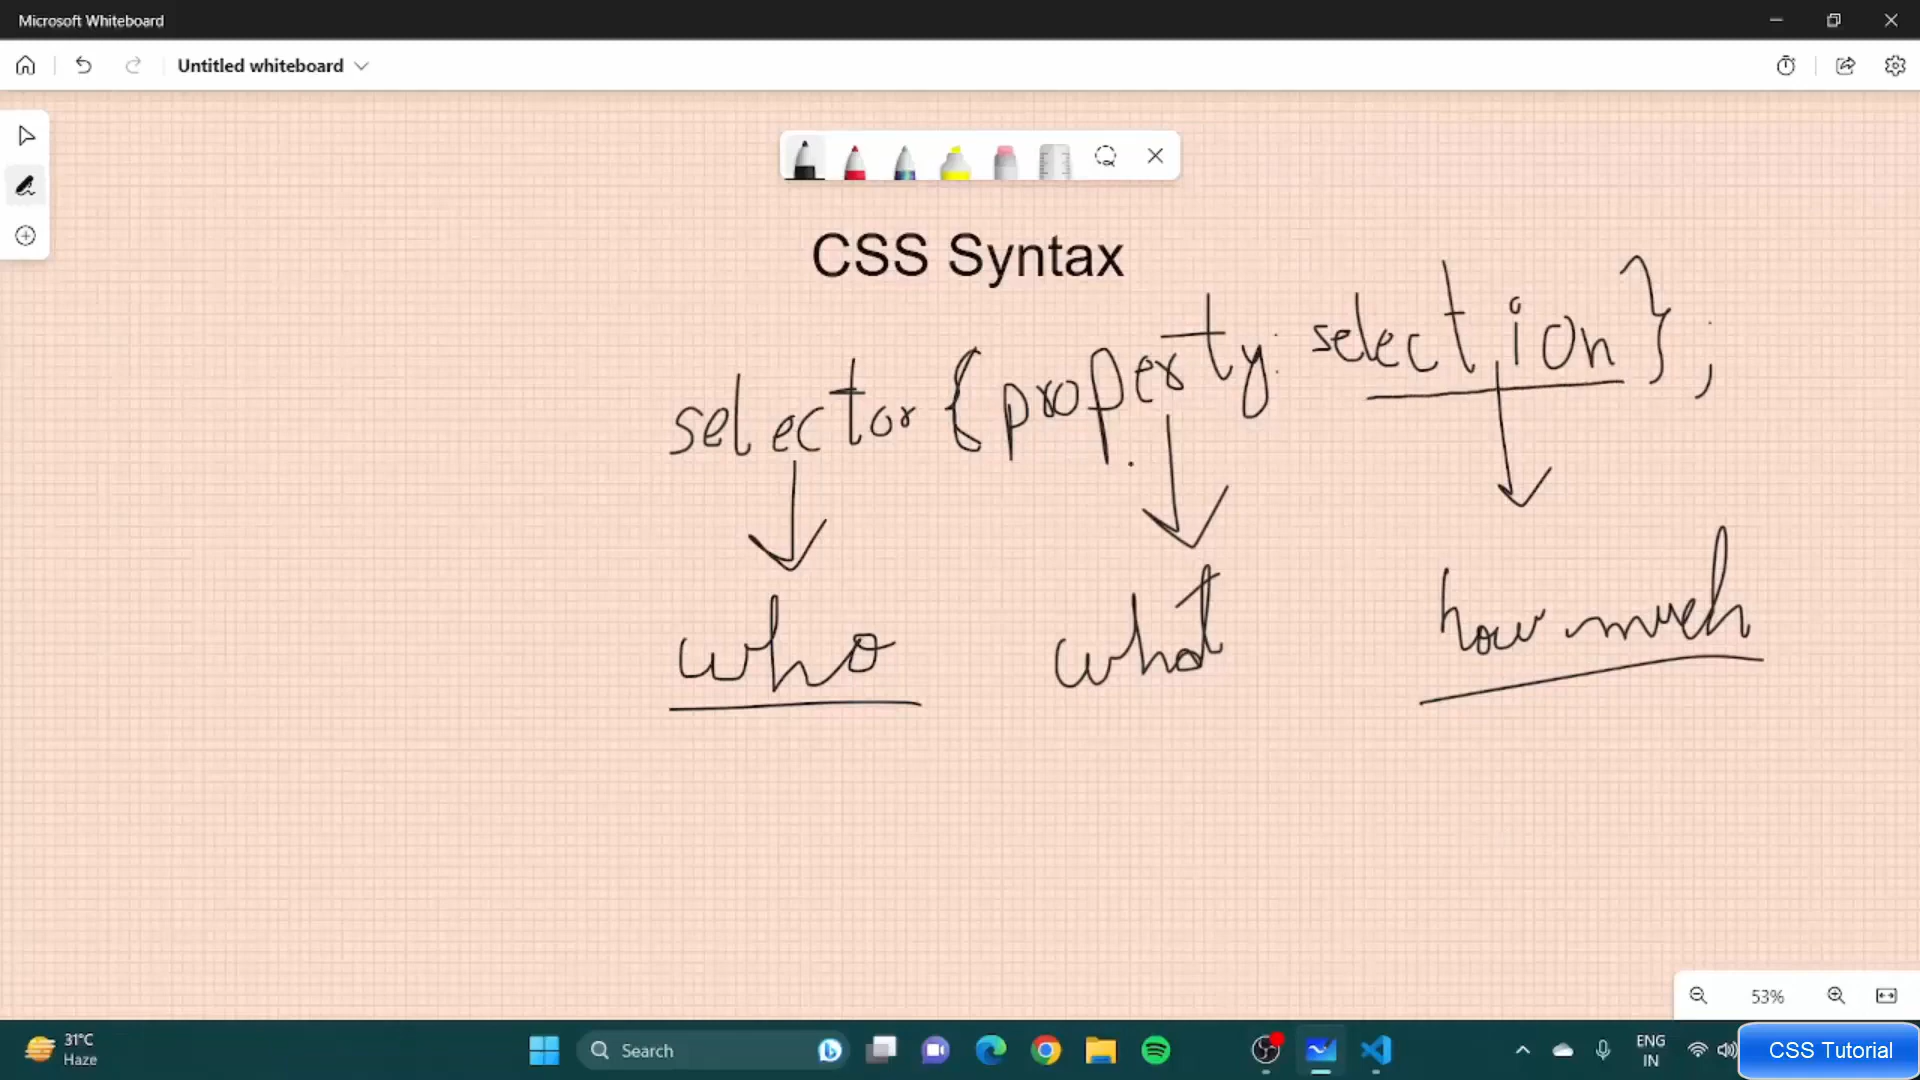 Microsoft Whiteboard
Untitled whiteboard
CSS Syntax
selector {property: selection};
who what how much
53%
31°C
Haze
Search
ENG
IN
CSS Tutorial